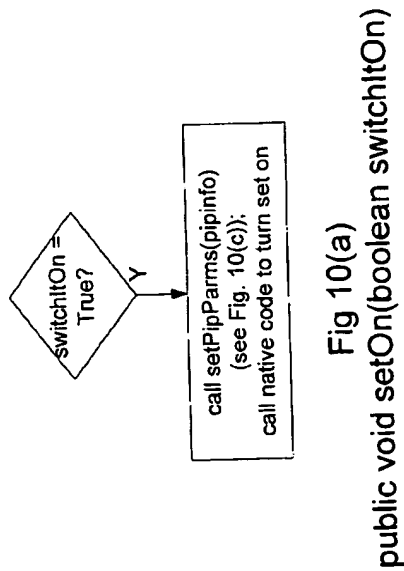 switchItOn =
True?
Y
call setPipParms(pipinfo)
(see Fig. 10(c));
call native code to turn set on
Fig 10(a)
public void setOn(boolean switchItOn)